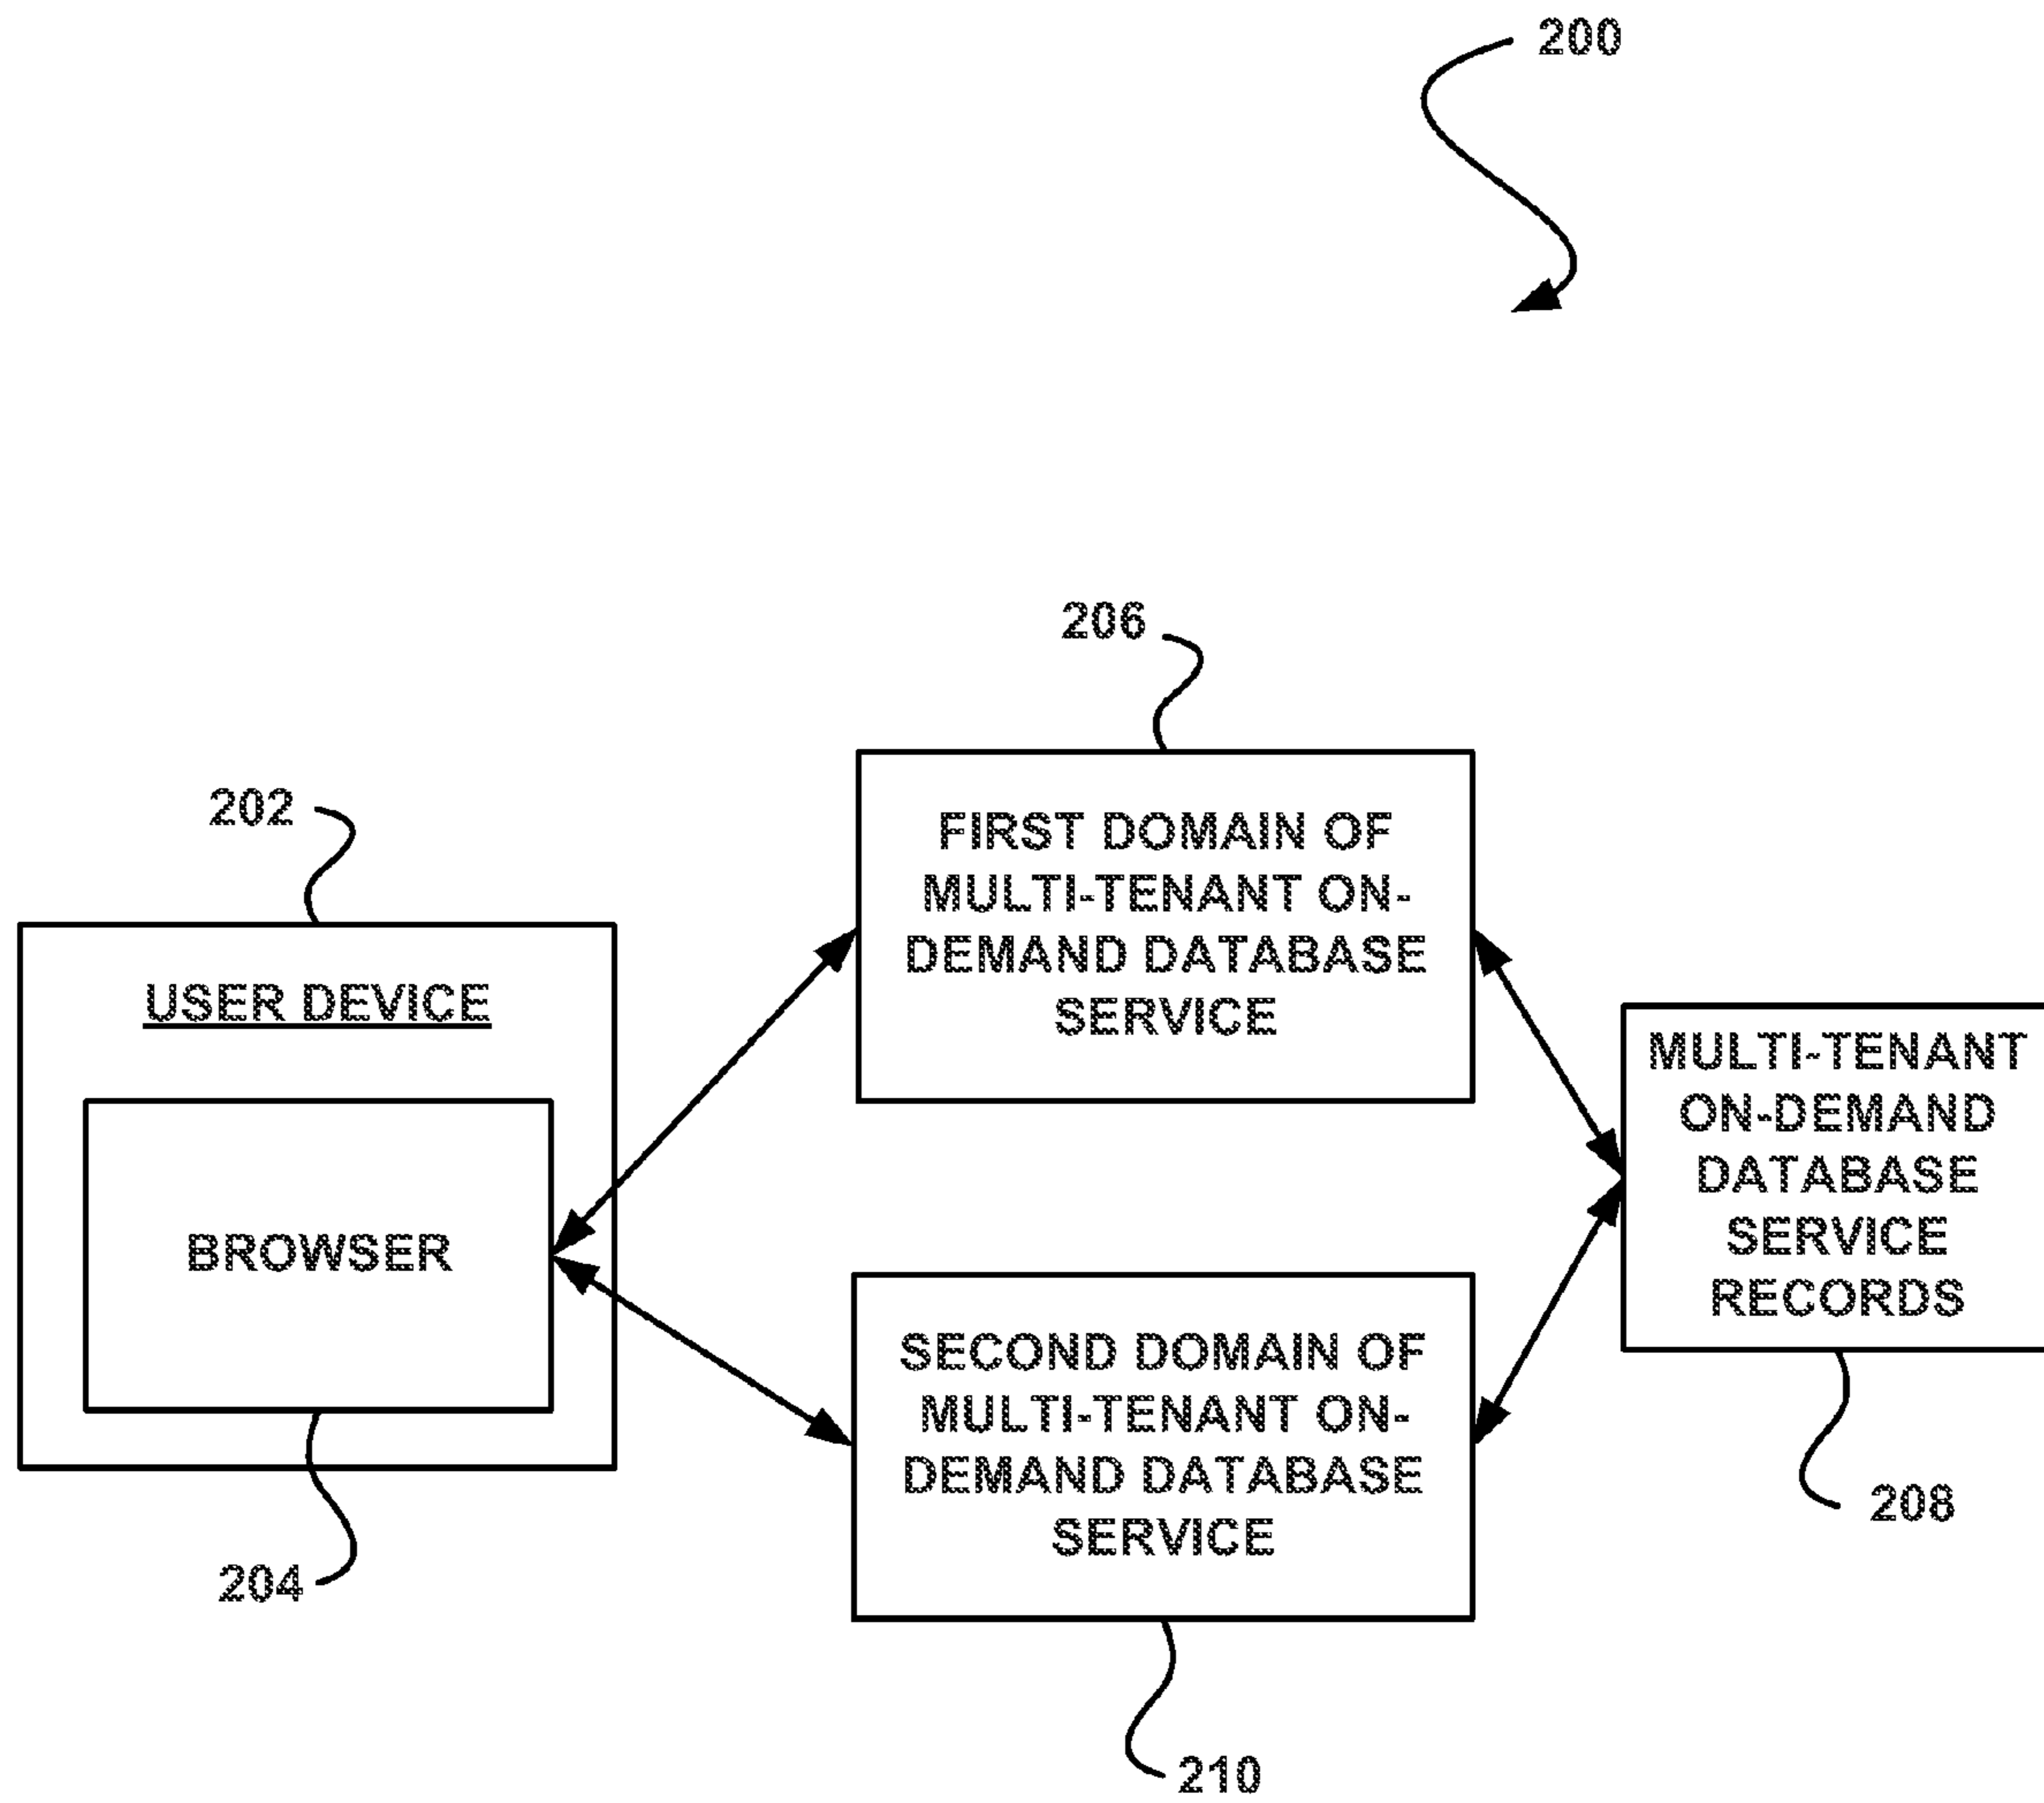 200
206
202
FIRST DOMAIN OF
MULTI-TENANT ON-
DEMAND DATABASE
SERVICE
USER DEVICE
BROWSER
MULTI-TENANT
ON-DEMAND
DATABASE
SERVICE
RECORDS
SECOND DOMAIN OF
MULTI-TENANT ON-
DEMAND DATABASE
SERVICE
208
204
210